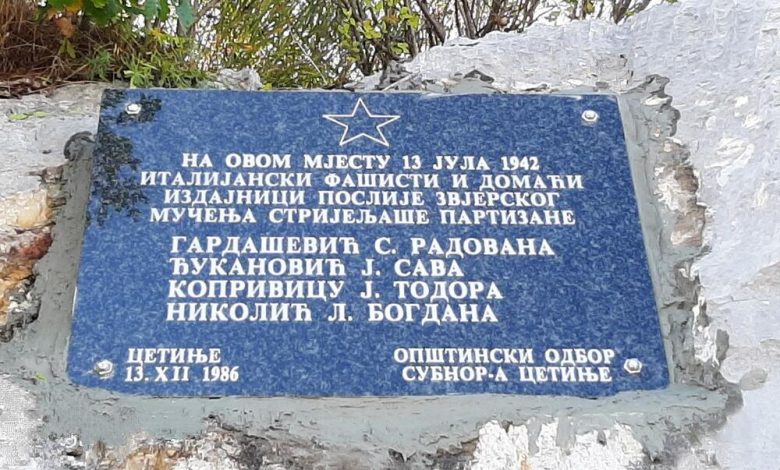 НА ОВОМ МЈЕСТУ 13 ЈУЛА 1942
ИТАЛИЈАНСКИ ФАШИСТИ И ДОМАЋИ
ИЗДАЈНИЦИ ПОСЛИЈЕ ЗВЈЕРСКОГ
МУЧЕЊА СТРИЈЕЉАШЕ ПАРТИЗАНЕ
ГАРДАШЕВИЋ С. РАДОВАНА
ЂУКАНОВИЋ Ј. САВА
КОПРИВИЦУ Ј. ТОДОРА
НИКОЛИЋ Л. БОГДАНА
ЦЕТИЊЕ ОПШТИНСКИ ОДБОР
13. XII 1986 СУБНОР-А ЦЕТИЊЕ